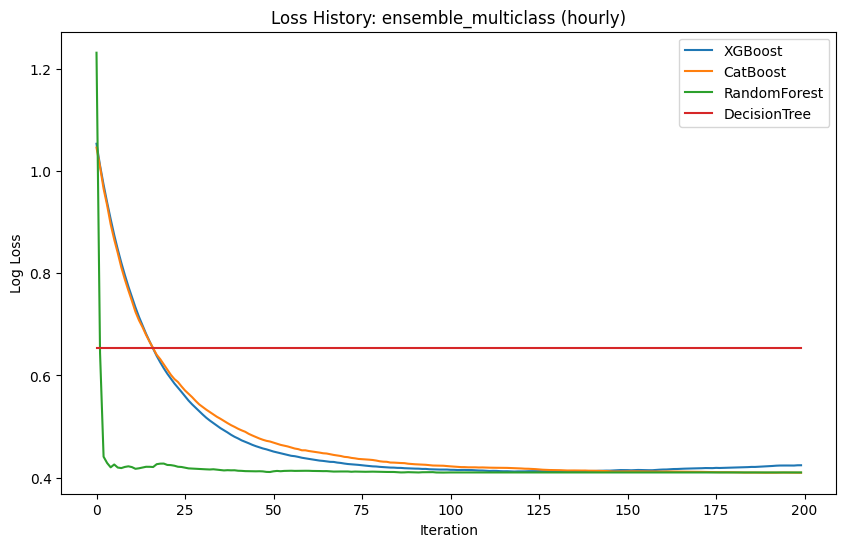 Loss History: ensemble_multiclass (hourly)
XGBoost
CatBoost
RandomForest
DecisionTree
Log Loss
1.2
1.0
0.8
0.6
0.4
0
25
50
75
100
125
150
175
200
Iteration